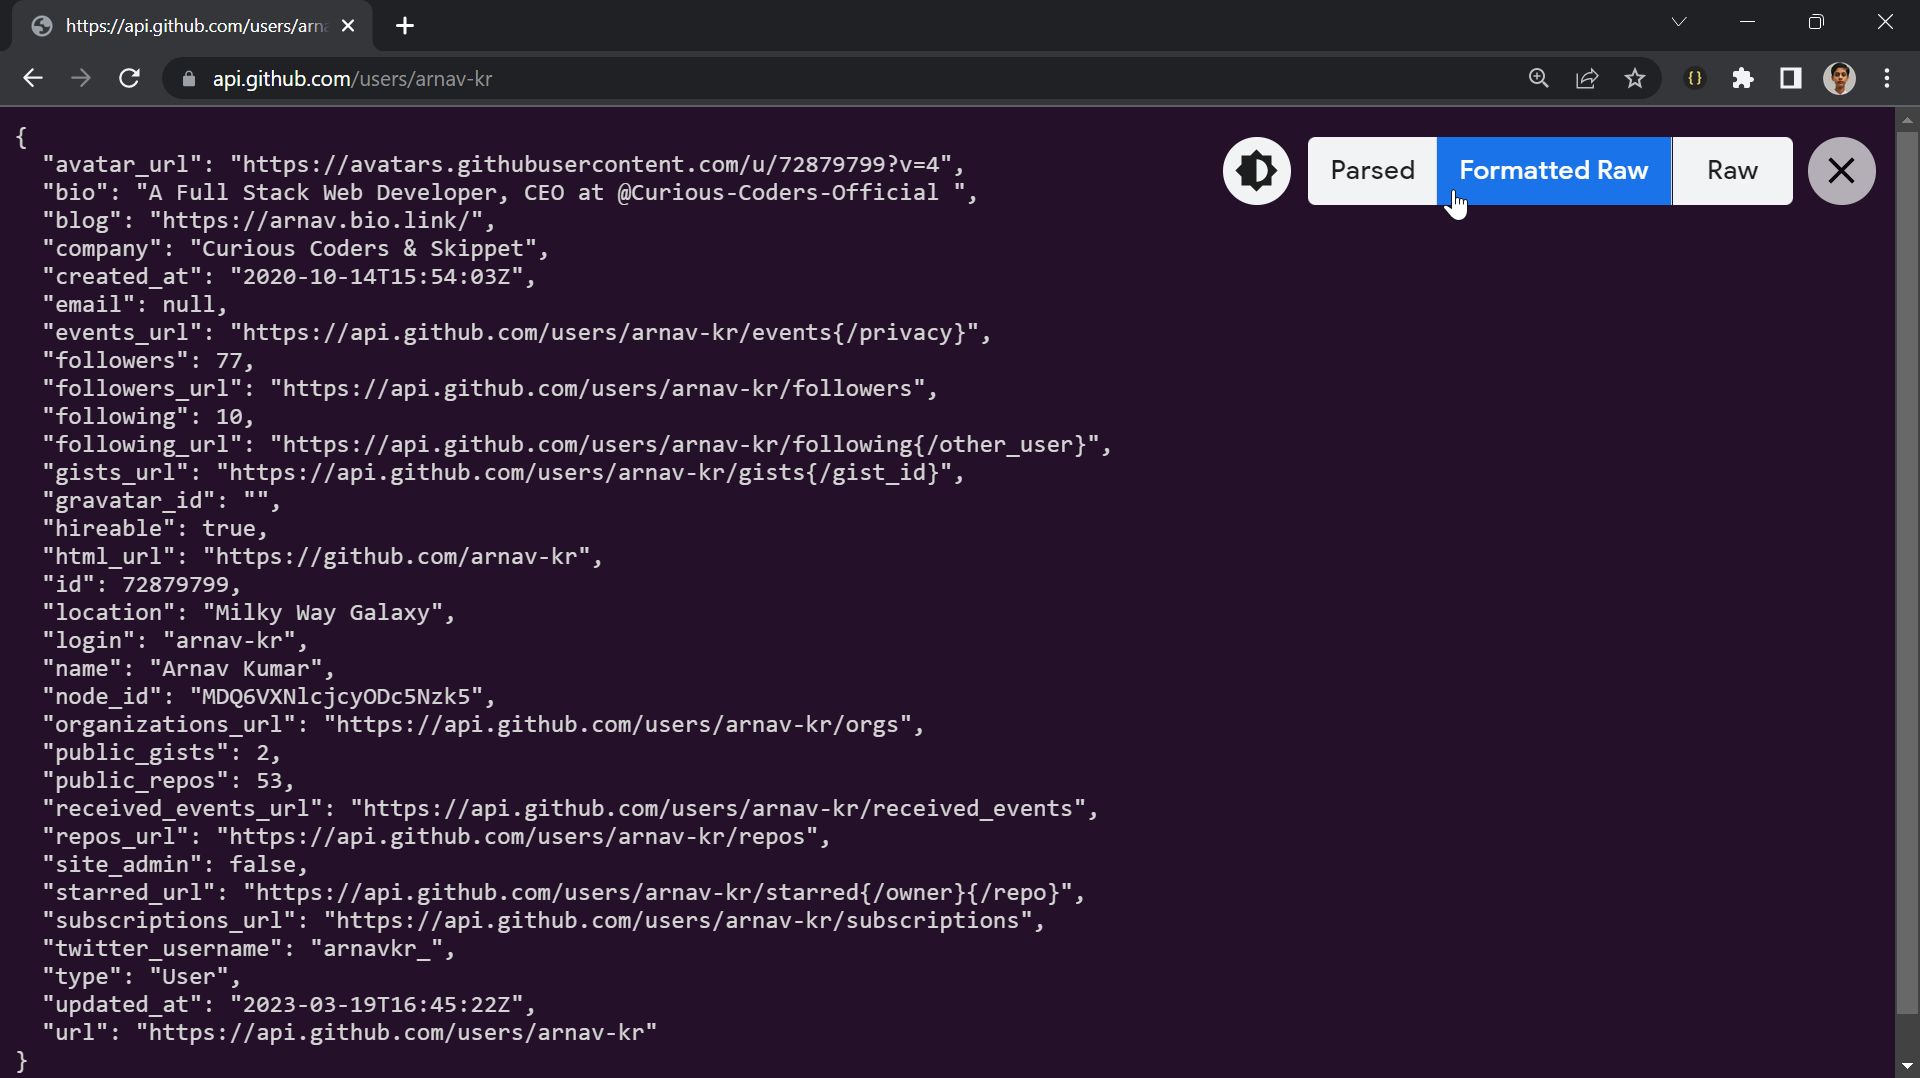 https://api.github.com/users/arna
api.github.com/users/arnav-kr
{}
Parsed
Formatted Raw
Raw
{
  "avatar_url": "https://avatars.githubusercontent.com/u/72879799?v=4",
  "bio": "A Full Stack Web Developer, CEO at @Curious-Coders-Official ",
  "blog": "https://arnav.bio.link/",
  "company": "Curious Coders & Skippet",
  "created_at": "2020-10-14T15:54:03Z",
  "email": null,
  "events_url": "https://api.github.com/users/arnav-kr/events{/privacy}",
  "followers": 77,
  "followers_url": "https://api.github.com/users/arnav-kr/followers",
  "following": 10,
  "following_url": "https://api.github.com/users/arnav-kr/following{/other_user}",
  "gists_url": "https://api.github.com/users/arnav-kr/gists{/gist_id}",
  "gravatar_id": "",
  "hireable": true,
  "html_url": "https://github.com/arnav-kr",
  "id": 72879799,
  "location": "Milky Way Galaxy",
  "login": "arnav-kr",
  "name": "Arnav Kumar",
  "node_id": "MDQ6VXNlcjcyODc5Nzk5",
  "organizations_url": "https://api.github.com/users/arnav-kr/orgs",
  "public_gists": 2,
  "public_repos": 53,
  "received_events_url": "https://api.github.com/users/arnav-kr/received_events",
  "repos_url": "https://api.github.com/users/arnav-kr/repos",
  "site_admin": false,
  "starred_url": "https://api.github.com/users/arnav-kr/starred{/owner}{/repo}",
  "subscriptions_url": "https://api.github.com/users/arnav-kr/subscriptions",
  "twitter_username": "arnavkr_",
  "type": "User",
  "updated_at": "2023-03-19T16:45:22Z",
  "url": "https://api.github.com/users/arnav-kr"
}